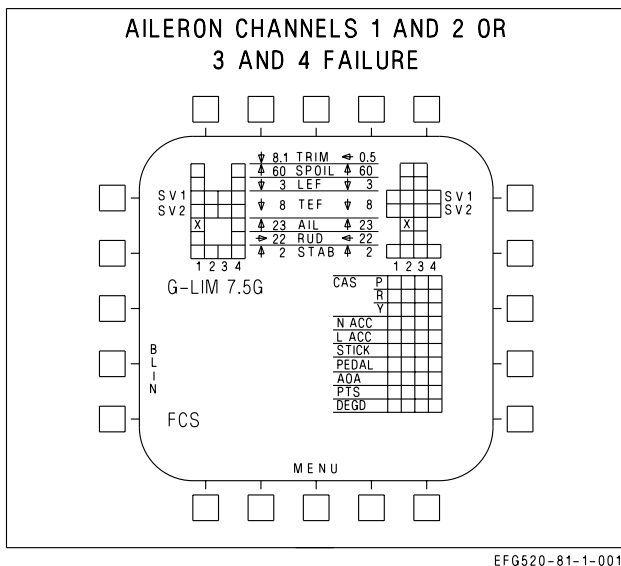 AILERON CHANNELS 1 AND 2 OR
3 AND 4 FAILURE
8.1 TRIM 0.5
60 SPOIL 60
3 LEF 3
SV1 SV1
8 TEF 8
SV2 SV2
X 23 AIL 23 X
22 RUD 22
2 STAB 2
1 2 3 4 1 2 3 4
G-LIM 7.5G
CAS P
R
Y
N ACC
L ACC
STICK
PEDAL
AOA
PTS
DEGD
BLIN
FCS
MENU
EFG520-81-1-001